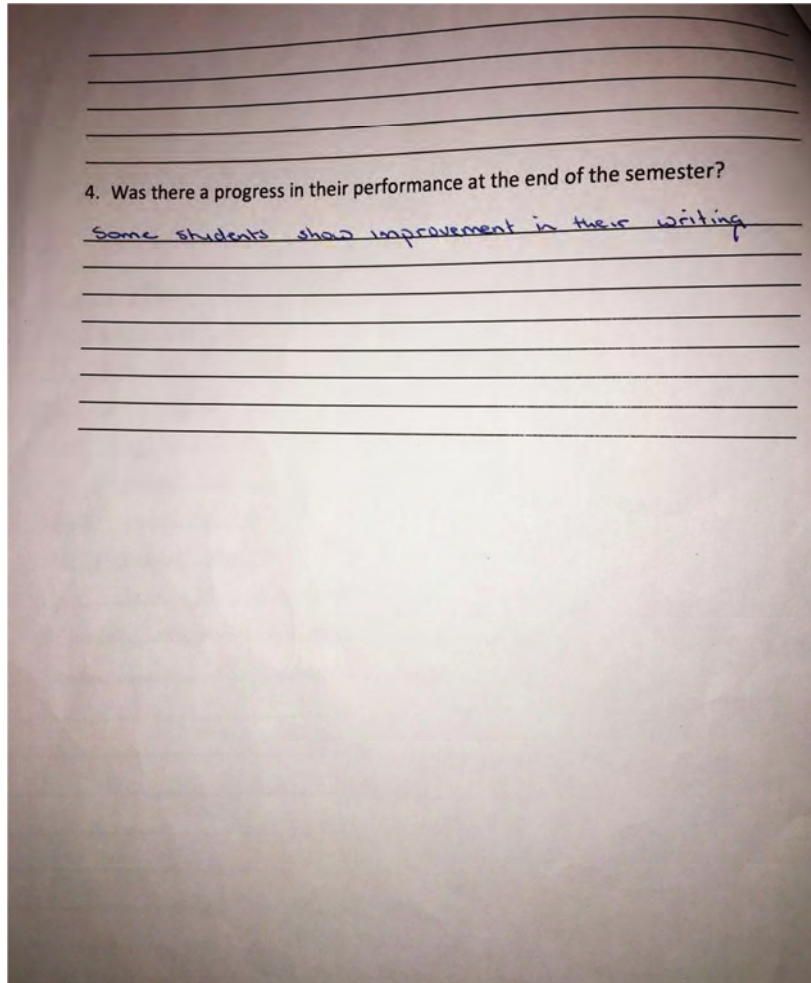 4. Was there a progress in their performance at the end of the semester?
Some students show improvement in their writing